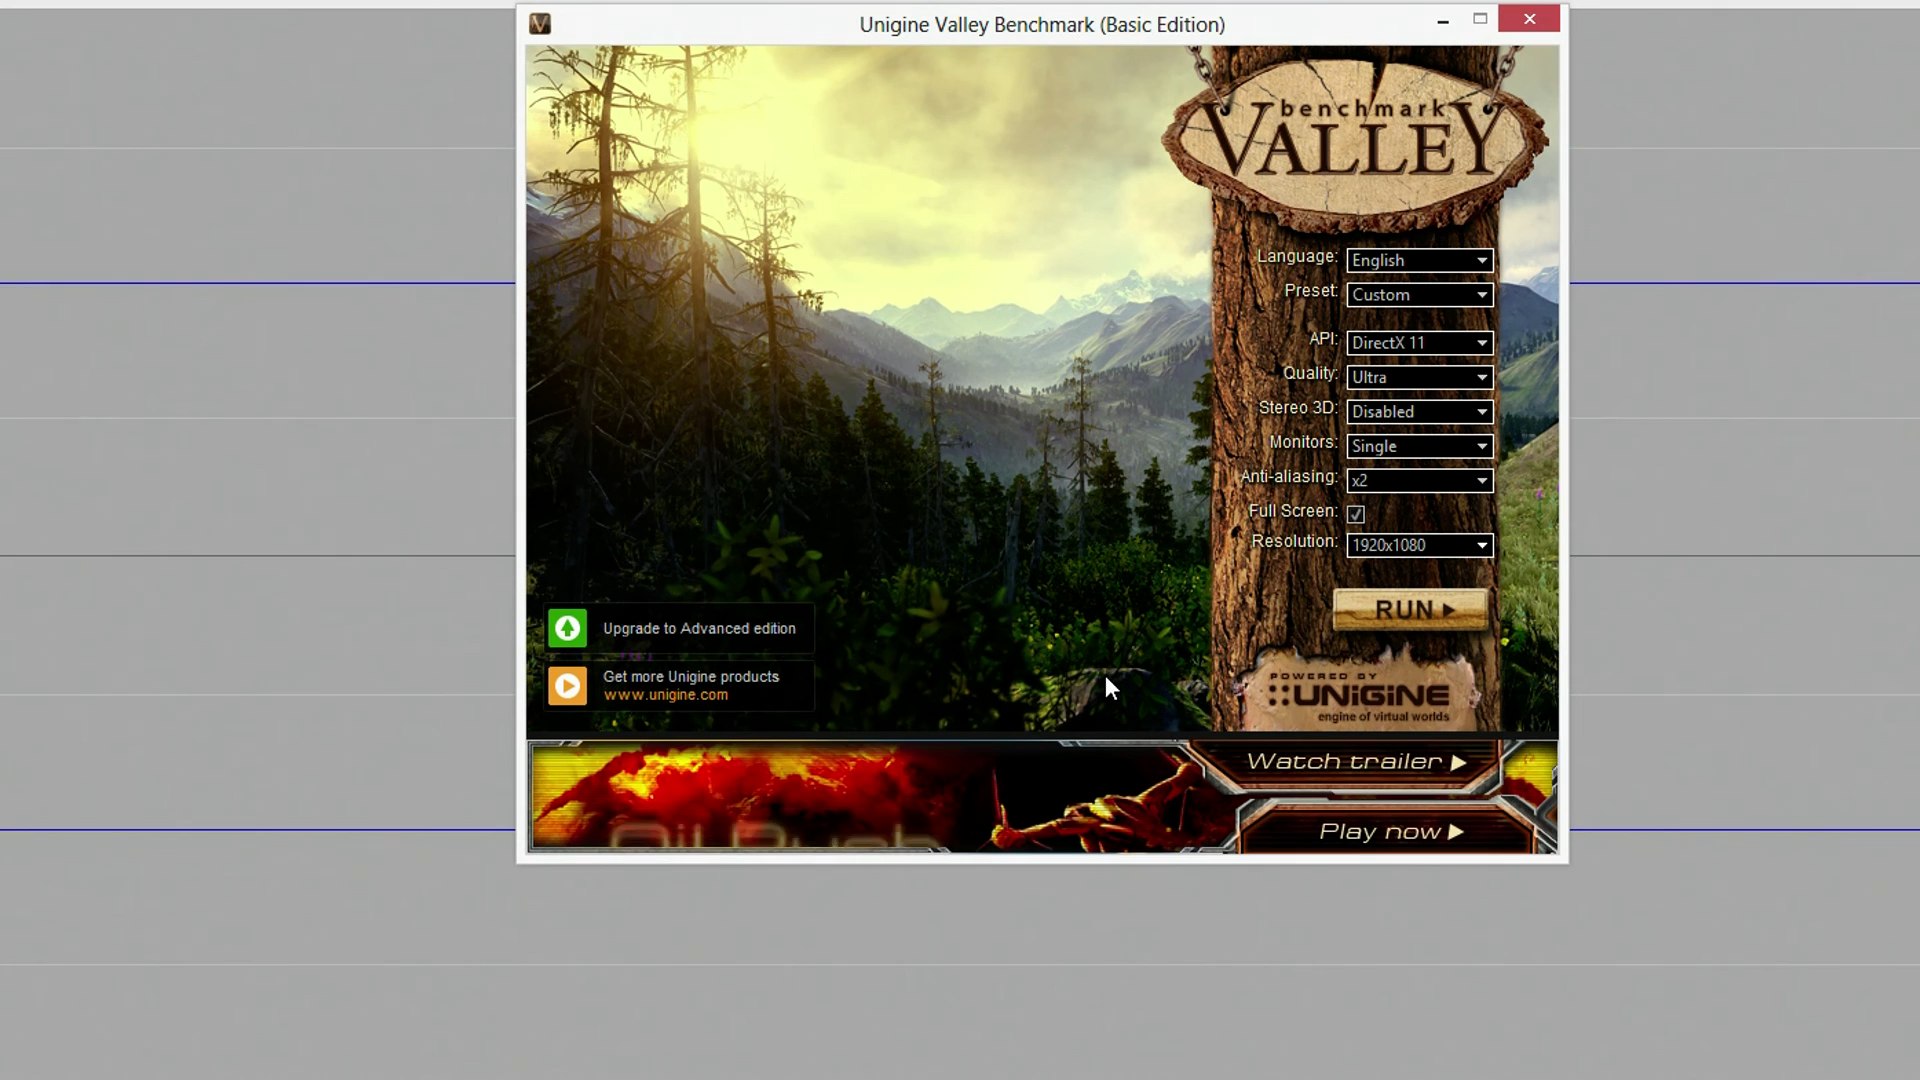 Unigine Valley Benchmark (Basic Edition)
benchmark
VALLEY
Language: English
Preset: Custom
API: DirectX 11
Quality: Ultra
Stereo 3D: Disabled
Monitors: Single
Anti-aliasing: x2
Full Screen:
Resolution: 1920x1080
RUN
Upgrade to Advanced edition
Get more Unigine products
www.unigine.com
POWERED BY
UNIGINE
engine of virtual worlds
Watch trailer
Play now